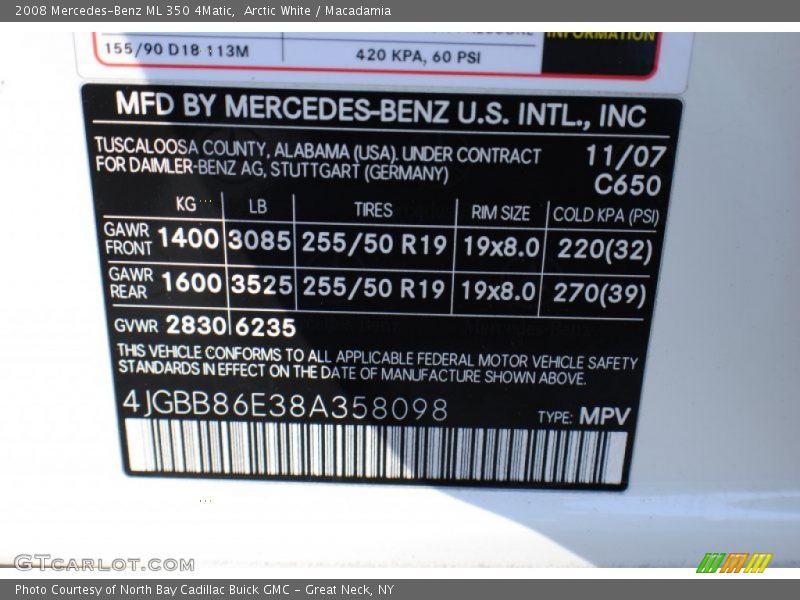 2008 Mercedes-Benz ML 350 4Matic, Arctic White / Macadamia
INFORMATION
155/90 D18 113M 420 KPA, 60 PSI
MFD BY MERCEDES-BENZ U.S. INTL., INC
TUSCALOOSA COUNTY, ALABAMA (USA). UNDER CONTRACT 11/07
FOR DAIMLER-BENZ AG, STUTTGART (GERMANY) C650
KG LB TIRES RIM SIZE COLD KPA (PSI)
GAWR FRONT 1400 3085 255/50 R19 19x8.0 220(32)
GAWR REAR 1600 3525 255/50 R19 19x8.0 270(39)
GVWR 2830 6235
THIS VEHICLE CONFORMS TO ALL APPLICABLE FEDERAL MOTOR VEHICLE SAFETY
STANDARDS IN EFFECT ON THE DATE OF MANUFACTURE SHOWN ABOVE.
4JGBB86E38A358098 TYPE: MPV
GTCARLOT.COM
Photo Courtesy of North Bay Cadillac Buick GMC - Great Neck, NY